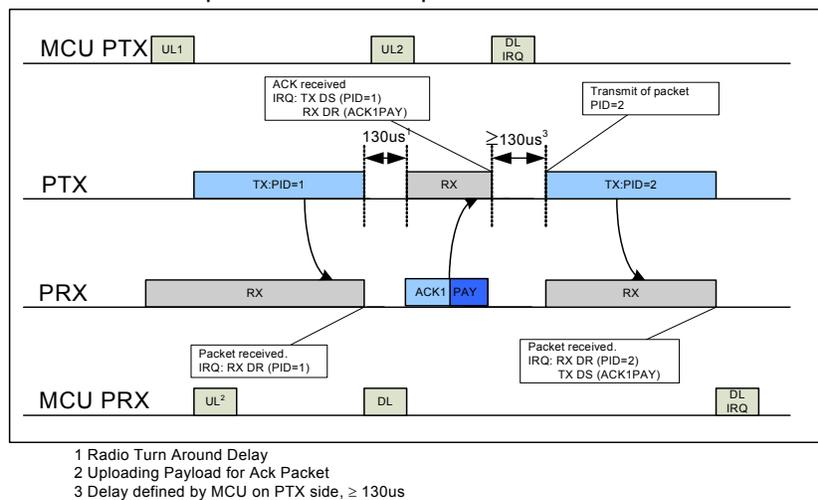 MCU PTX
UL1
UL2
DL
IRQ
ACK received
IRQ: TX DS (PID=1)
RX DR (ACK1PAY)
Transmit of packet
PID=2
130us1
≥130us3
PTX
TX:PID=1
RX
TX:PID=2
PRX
RX
ACK1 PAY
RX
Packet received.
IRQ: RX DR (PID=1)
Packet received.
IRQ: RX DR (PID=2)
TX DS (ACK1PAY)
MCU PRX
UL2
DL
DL
IRQ
1 Radio Turn Around Delay
2 Uploading Payload for Ack Packet
3 Delay defined by MCU on PTX side, ≥ 130us